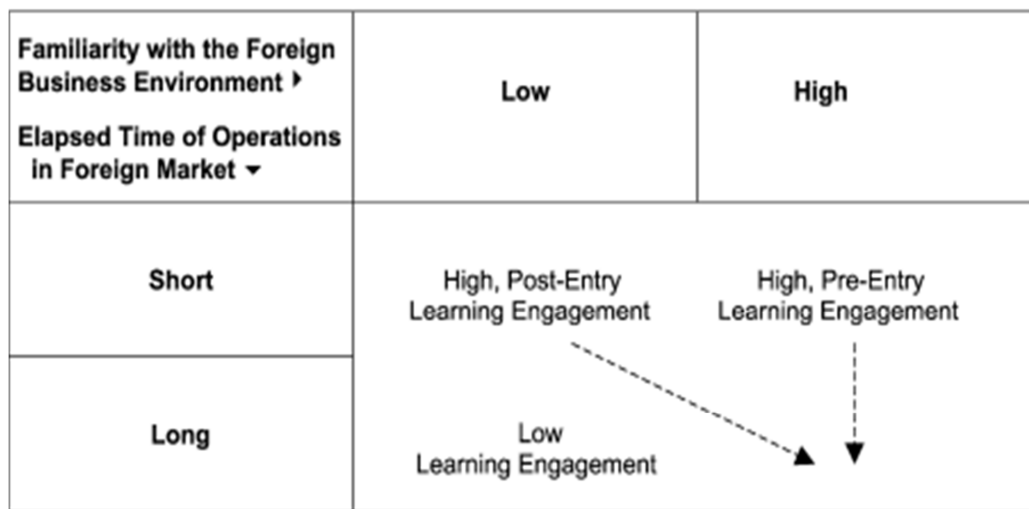 Familiarity with the Foreign
Business Environment
Elapsed Time of Operations
in Foreign Market
Low
High
Short
High, Post-Entry
Learning Engagement
High, Pre-Entry
Learning Engagement
Long
Low
Learning Engagement